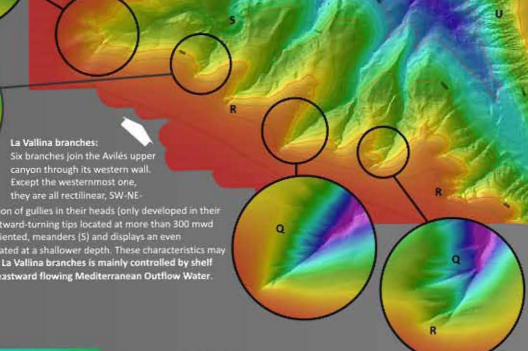 S
U
R
La Vallina branches:
Six branches join the Avilés upper
canyon through its western wall.
Except the westernmost one,
they are all rectilinear, SW-NE-
on of gullies in their heads (only developed in their
tward-turning tips located at more than 300 mwd
iented, meanders (S) and displays an even
ated at a shallower depth. These characteristics may
La Vallina branches is mainly controlled by shelf
eastward flowing Mediterranean Outflow Water.
R
Q
Q
R